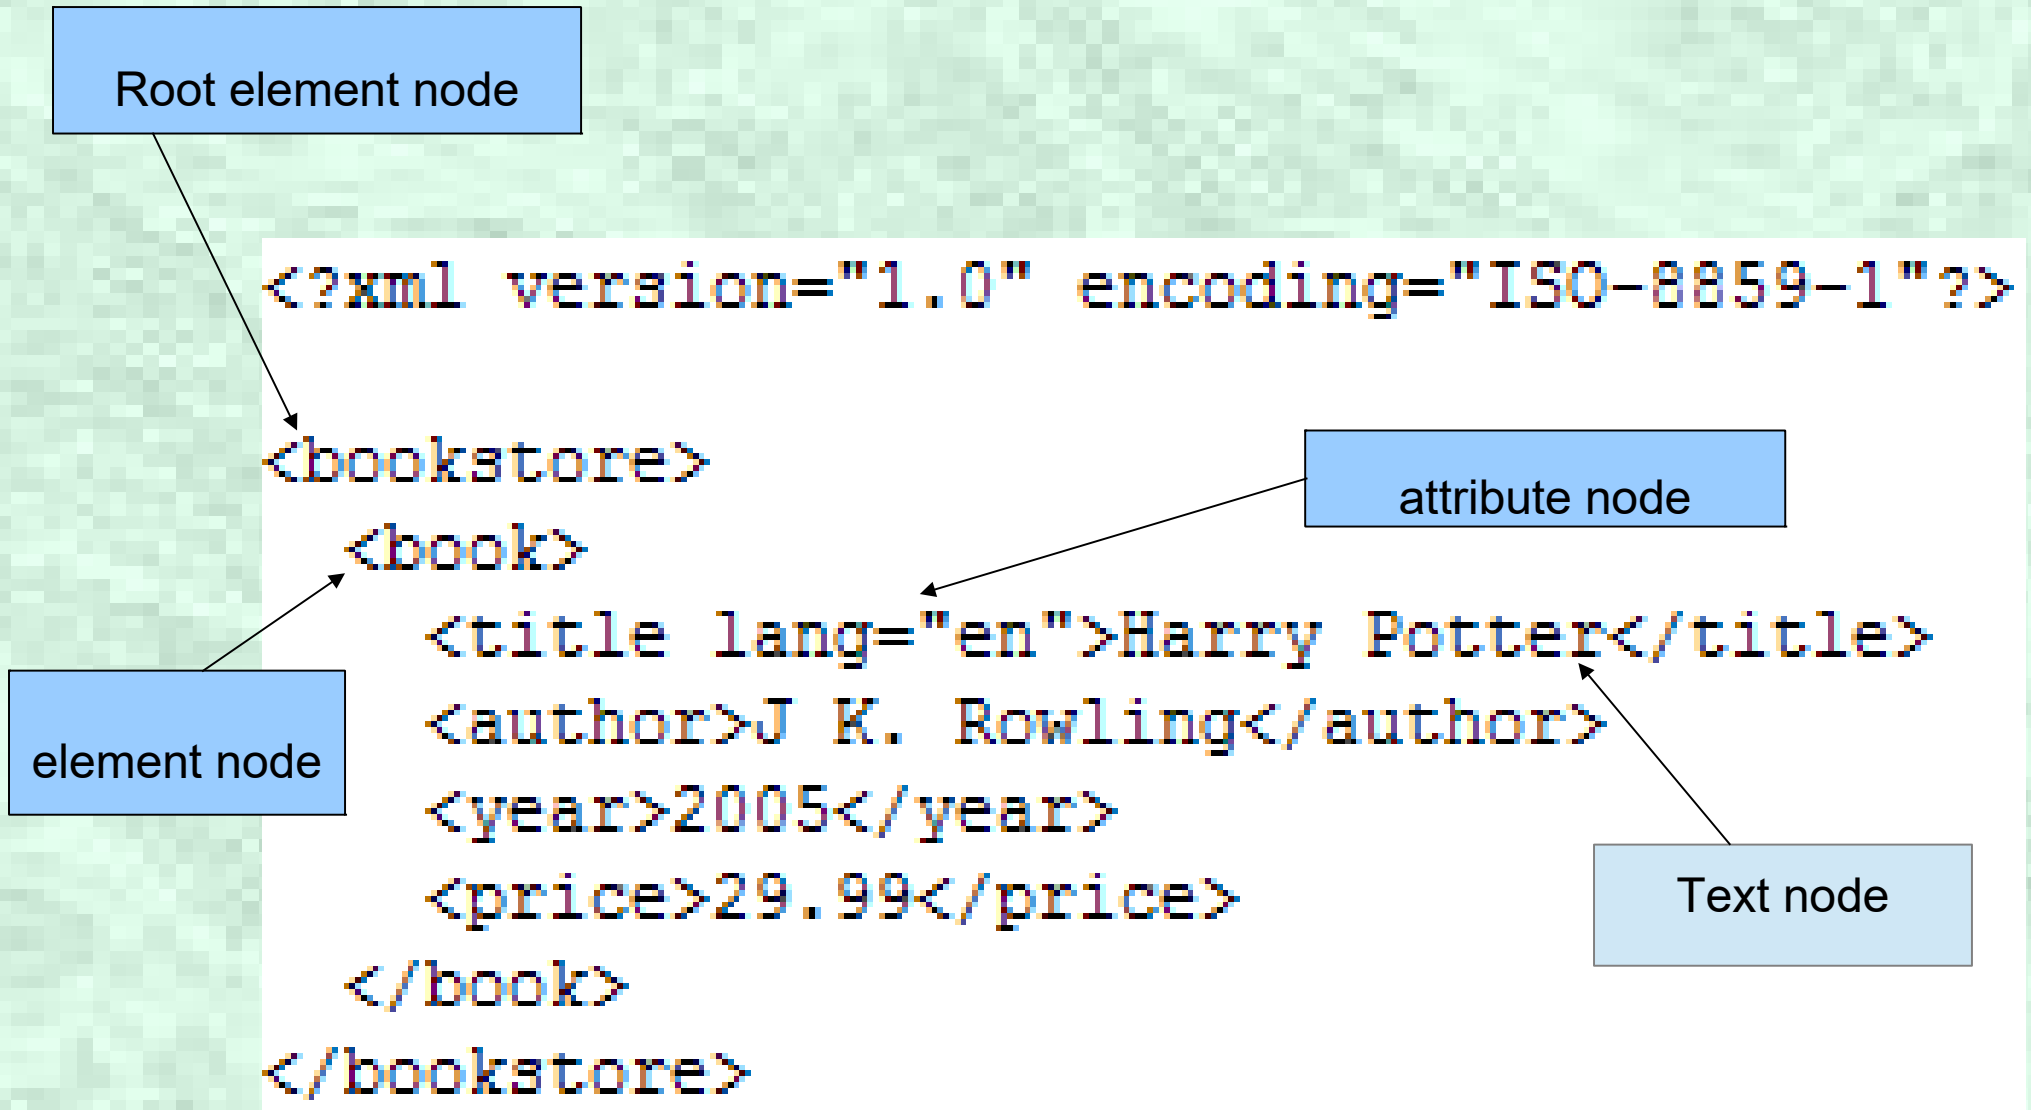 Root element node
<?xml version="1.0" encoding="ISO-8859-1"?>
<bookstore>
attribute node
<book>
<title lang="en">Harry Potter</title>
<author>J K. Rowling</author>
element node
<year>2005</year>
<price>29.99</price>
Text node
</book>
</bookstore>